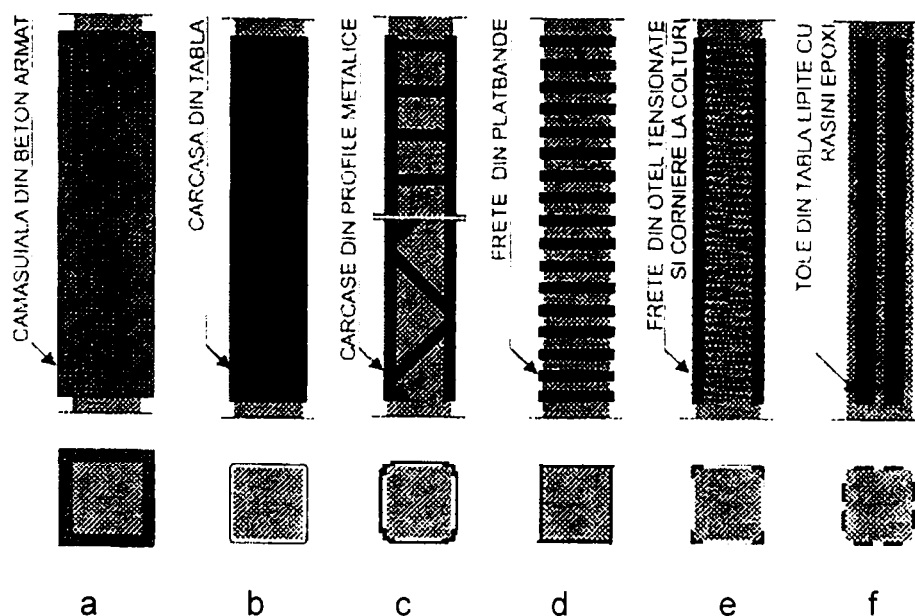 CAMASUIALA DIN BETON ARMAT
CARCASA DIN TABLA
CARCASE DIN PROFILE METALICE
FRETE DIN PLATBANDE
FRETE DIN OTEL TENSIONATE
SI CORNIERE LA COLTURI
TOLE DIN TABLA LIPITE CU
RASINI EPOXI
a b c d e f